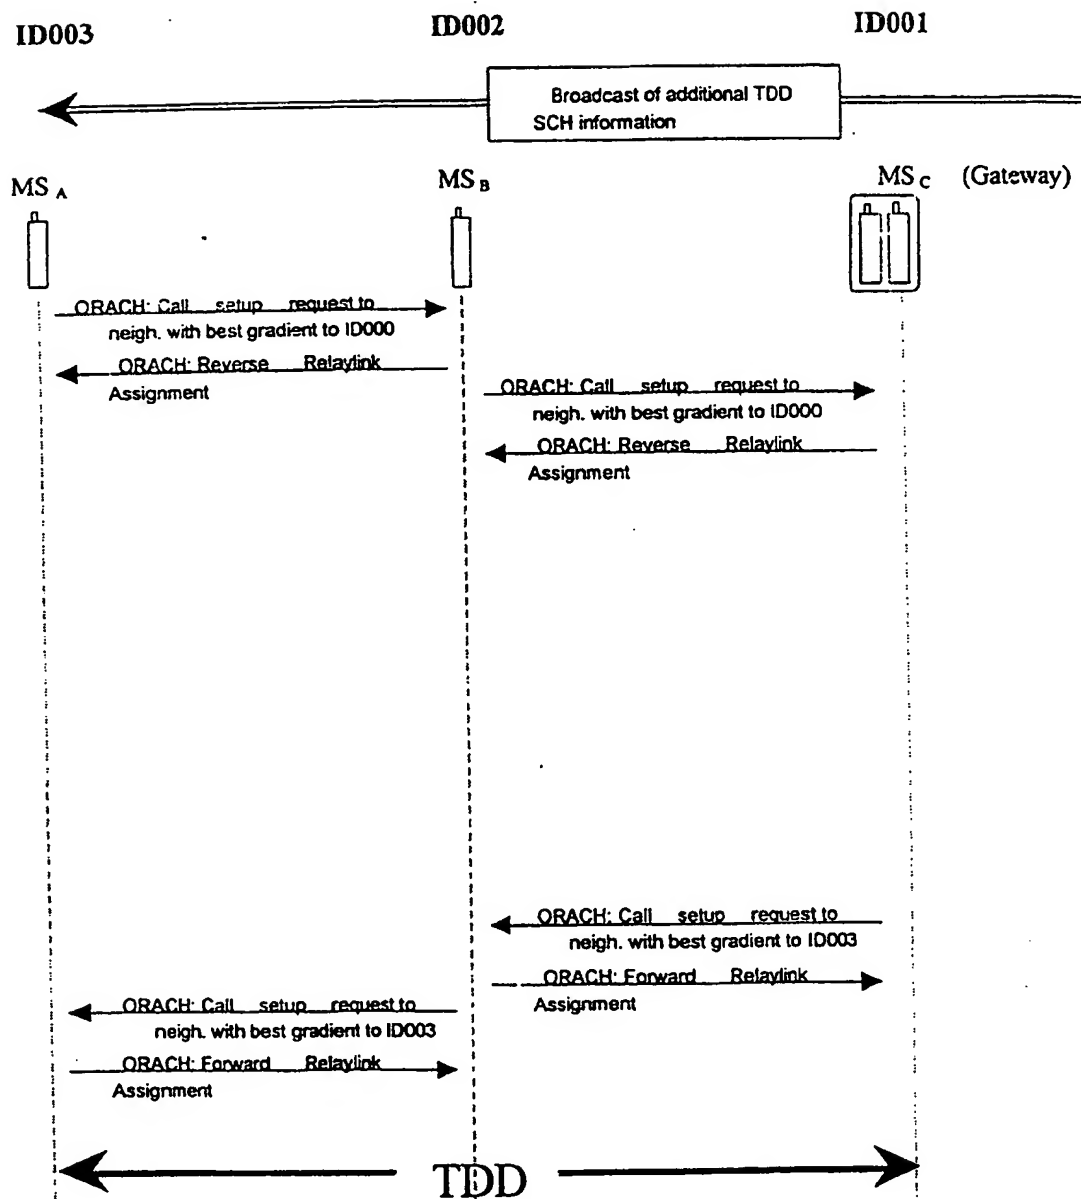 ID003 ID002 ID001
Broadcast of additional TDD
SCH information
MS A MS B MS C (Gateway)
ORACH: Call setup request to
neigh. with best gradient to ID000
ORACH: Reverse Relaylink
Assignment
ORACH: Call setup request to
neigh. with best gradient to ID000
ORACH: Reverse Relaylink
Assignment
ORACH: Call setup request to
neigh. with best gradient to ID003
ORACH: Forward Relaylink
Assignment
ORACH: Call setup request to
neigh. with best gradient to ID003
ORACH: Forward Relaylink
Assignment
TDD